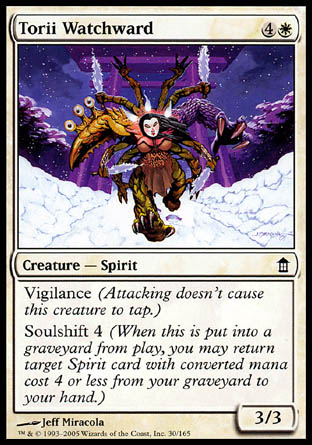 Torii Watchward 4
Creature — Spirit
Vigilance (Attacking doesn't cause
this creature to tap.)
Soulshift 4 (When this is put into a
graveyard from play, you may return
target Spirit card with converted mana
cost 4 or less from your graveyard to
your hand.)
Jeff Miracola
3/3
™ & © 1993–2005 Wizards of the Coast, Inc. 30/165